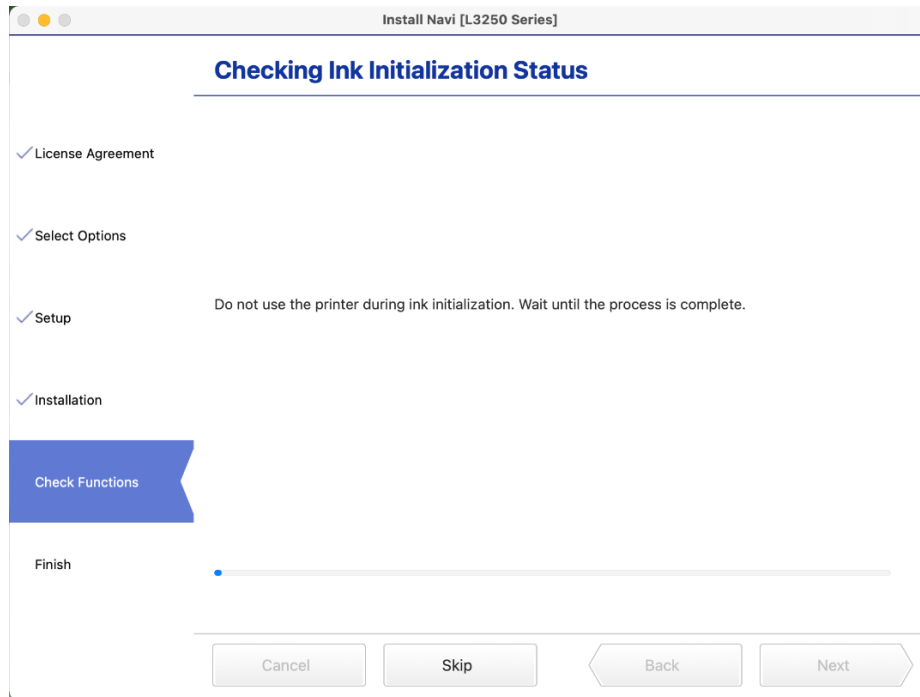 Install Navi [L3250 Series]
Checking Ink Initialization Status
License Agreement
Select Options
Setup
Installation
Check Functions
Finish
Do not use the printer during ink initialization. Wait until the process is complete.
Cancel
Skip
Back
Next